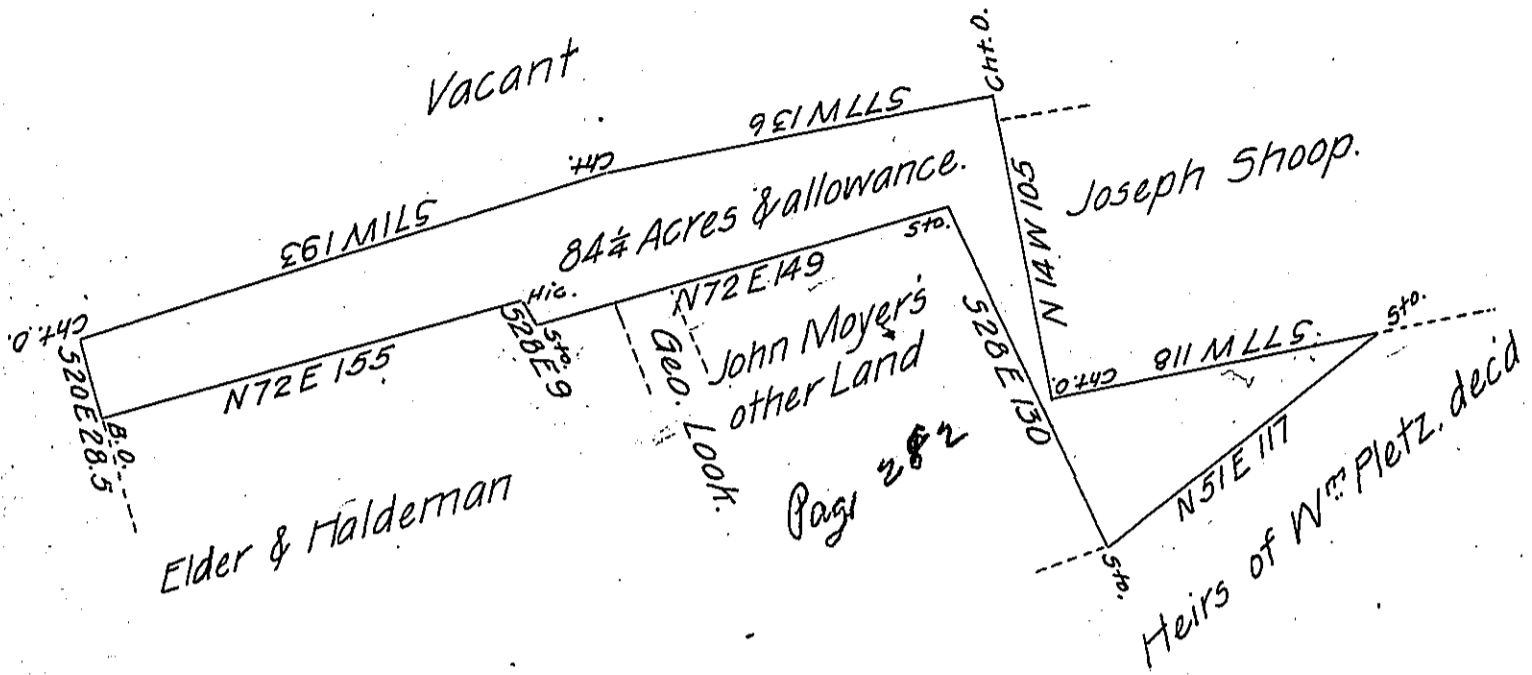 Vacant
Cht.O.
S77W136
Cht.
S71W193
Cht.O.
84¼ Acres & allowance.
Joseph Shoop.
N14W105
Sto.
N72E149
Hic.
Sto.
S28E9
S20E28.5
B.O.
N72E155
Geo. Look.
John Moyer's
other Land
S28E130
Cht.O.
S77W118
Sto.
N51E117
Sto.
Page 282
Elder & Haldeman
Heirs of Wm Pletz, dec'd